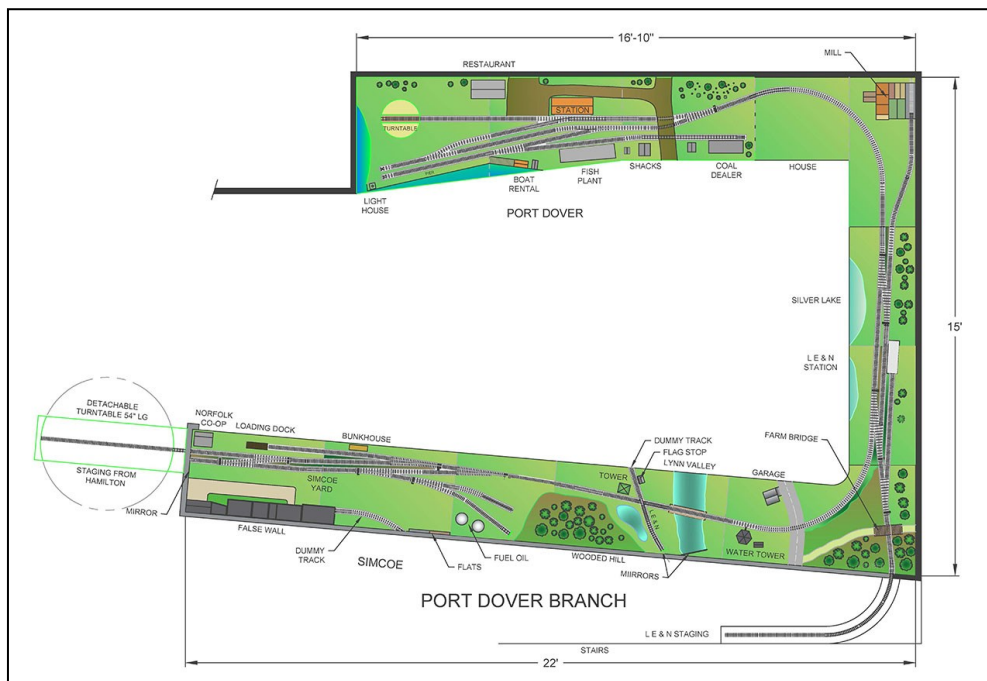 16'-10"
RESTAURANT
MILL
STATION
TURNTABLE
PIER
LIGHT
HOUSE
BOAT
RENTAL
FISH
PLANT
SHACKS
COAL
DEALER
HOUSE
PORT DOVER
SILVER LAKE
15'
L E & N
STATION
DETACHABLE
TURNTABLE 54" LG
NORFOLK
CO-OP
LOADING DOCK
BUNKHOUSE
DUMMY TRACK
FLAG STOP
LYNN VALLEY
FARM BRIDGE
TOWER
GARAGE
STAGING FROM
HAMILTON
SIMCOE
YARD
L E & N
MIRROR
FALSE WALL
DUMMY
TRACK
SIMCOE
FLATS
FUEL OIL
WOODED HILL
MIIRRORS
WATER TOWER
PORT DOVER BRANCH
L E & N STAGING
STAIRS
22'